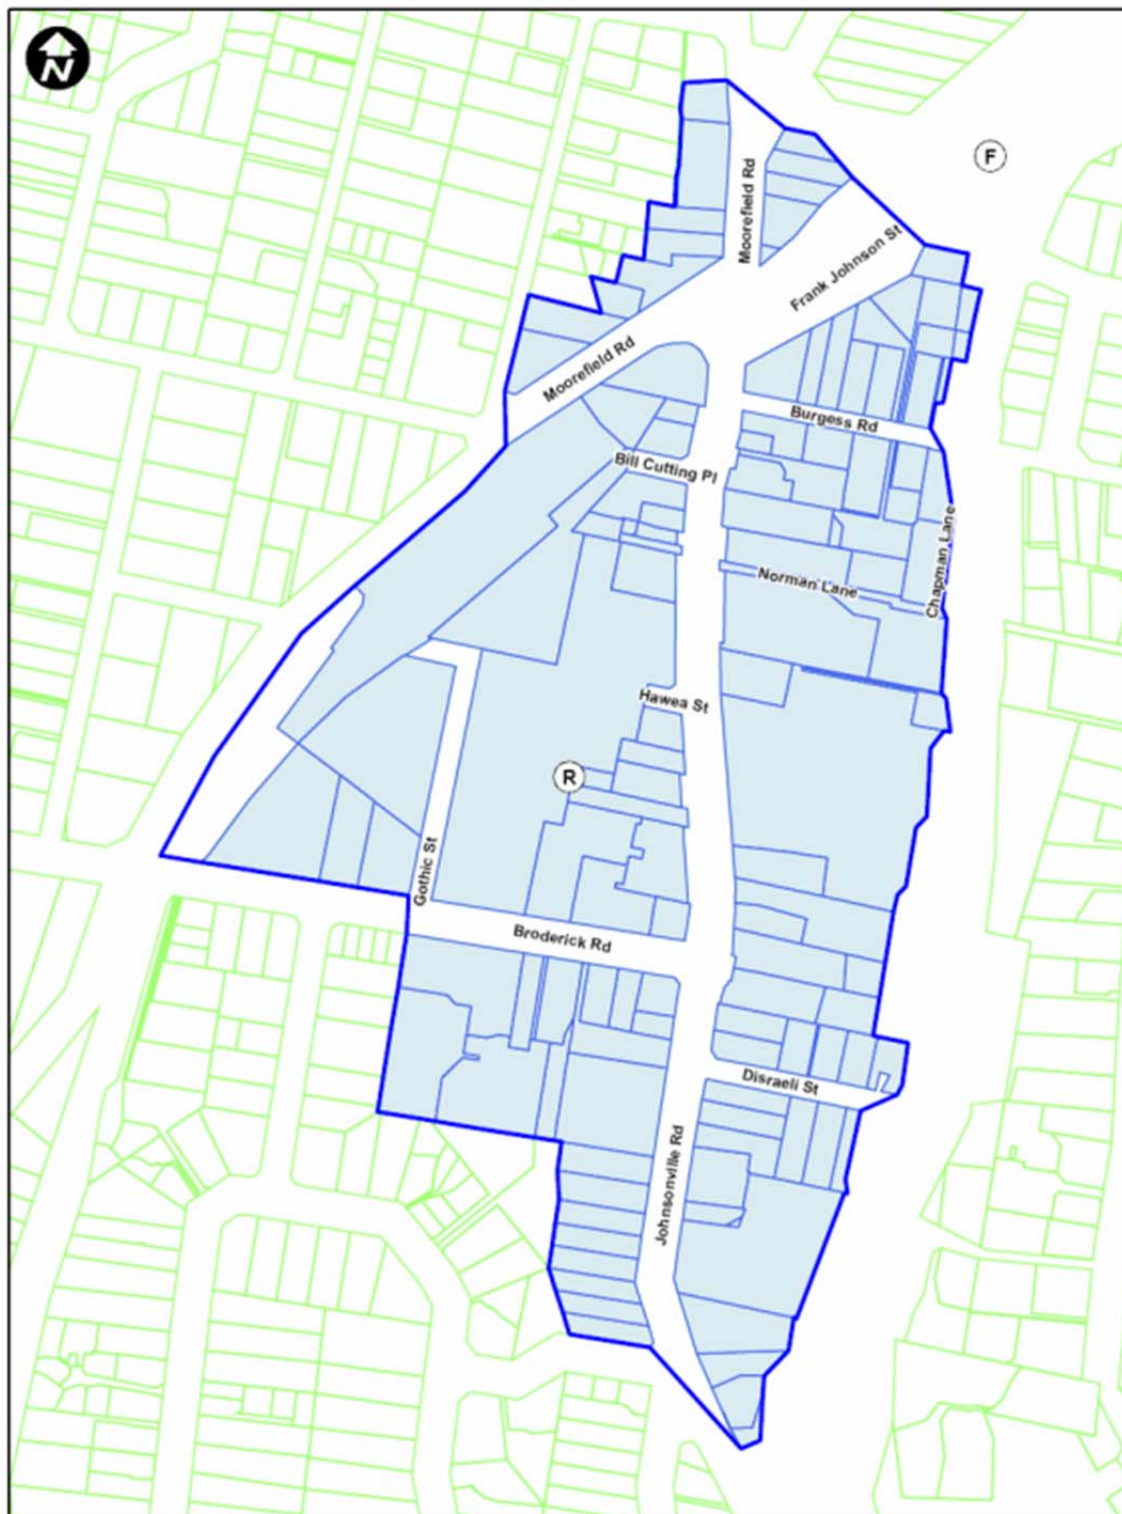 N
F
Moorefield Rd
Frank Johnson St
Moorefield Rd
Burgess Rd
Bill Cutting Pl
Chapman Lane
Norman Lane
Hawea St
R
Gothic St
Broderick Rd
Disraeli St
Johnsonville Rd